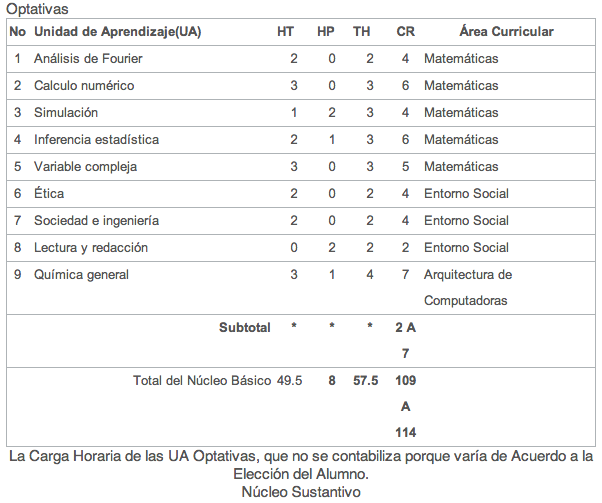 Optativas
No Unidad de Aprendizaje(UA) HT HP TH CR Área Curricular
1 Análisis de Fourier 2 0 2 4 Matemáticas
2 Calculo numérico 3 0 3 6 Matemáticas
3 Simulación 1 2 3 4 Matemáticas
4 Inferencia estadística 2 1 3 6 Matemáticas
5 Variable compleja 3 0 3 5 Matemáticas
6 Ética 2 0 2 4 Entorno Social
7 Sociedad e ingeniería 2 0 2 4 Entorno Social
8 Lectura y redacción 0 2 2 2 Entorno Social
9 Química general 3 1 4 7 Arquitectura de
Computadoras
Subtotal * * * 2 A
7
Total del Núcleo Básico 49.5 8 57.5 109
A
114
La Carga Horaria de las UA Optativas, que no se contabiliza porque varía de Acuerdo a la
Elección del Alumno.
Núcleo Sustantivo